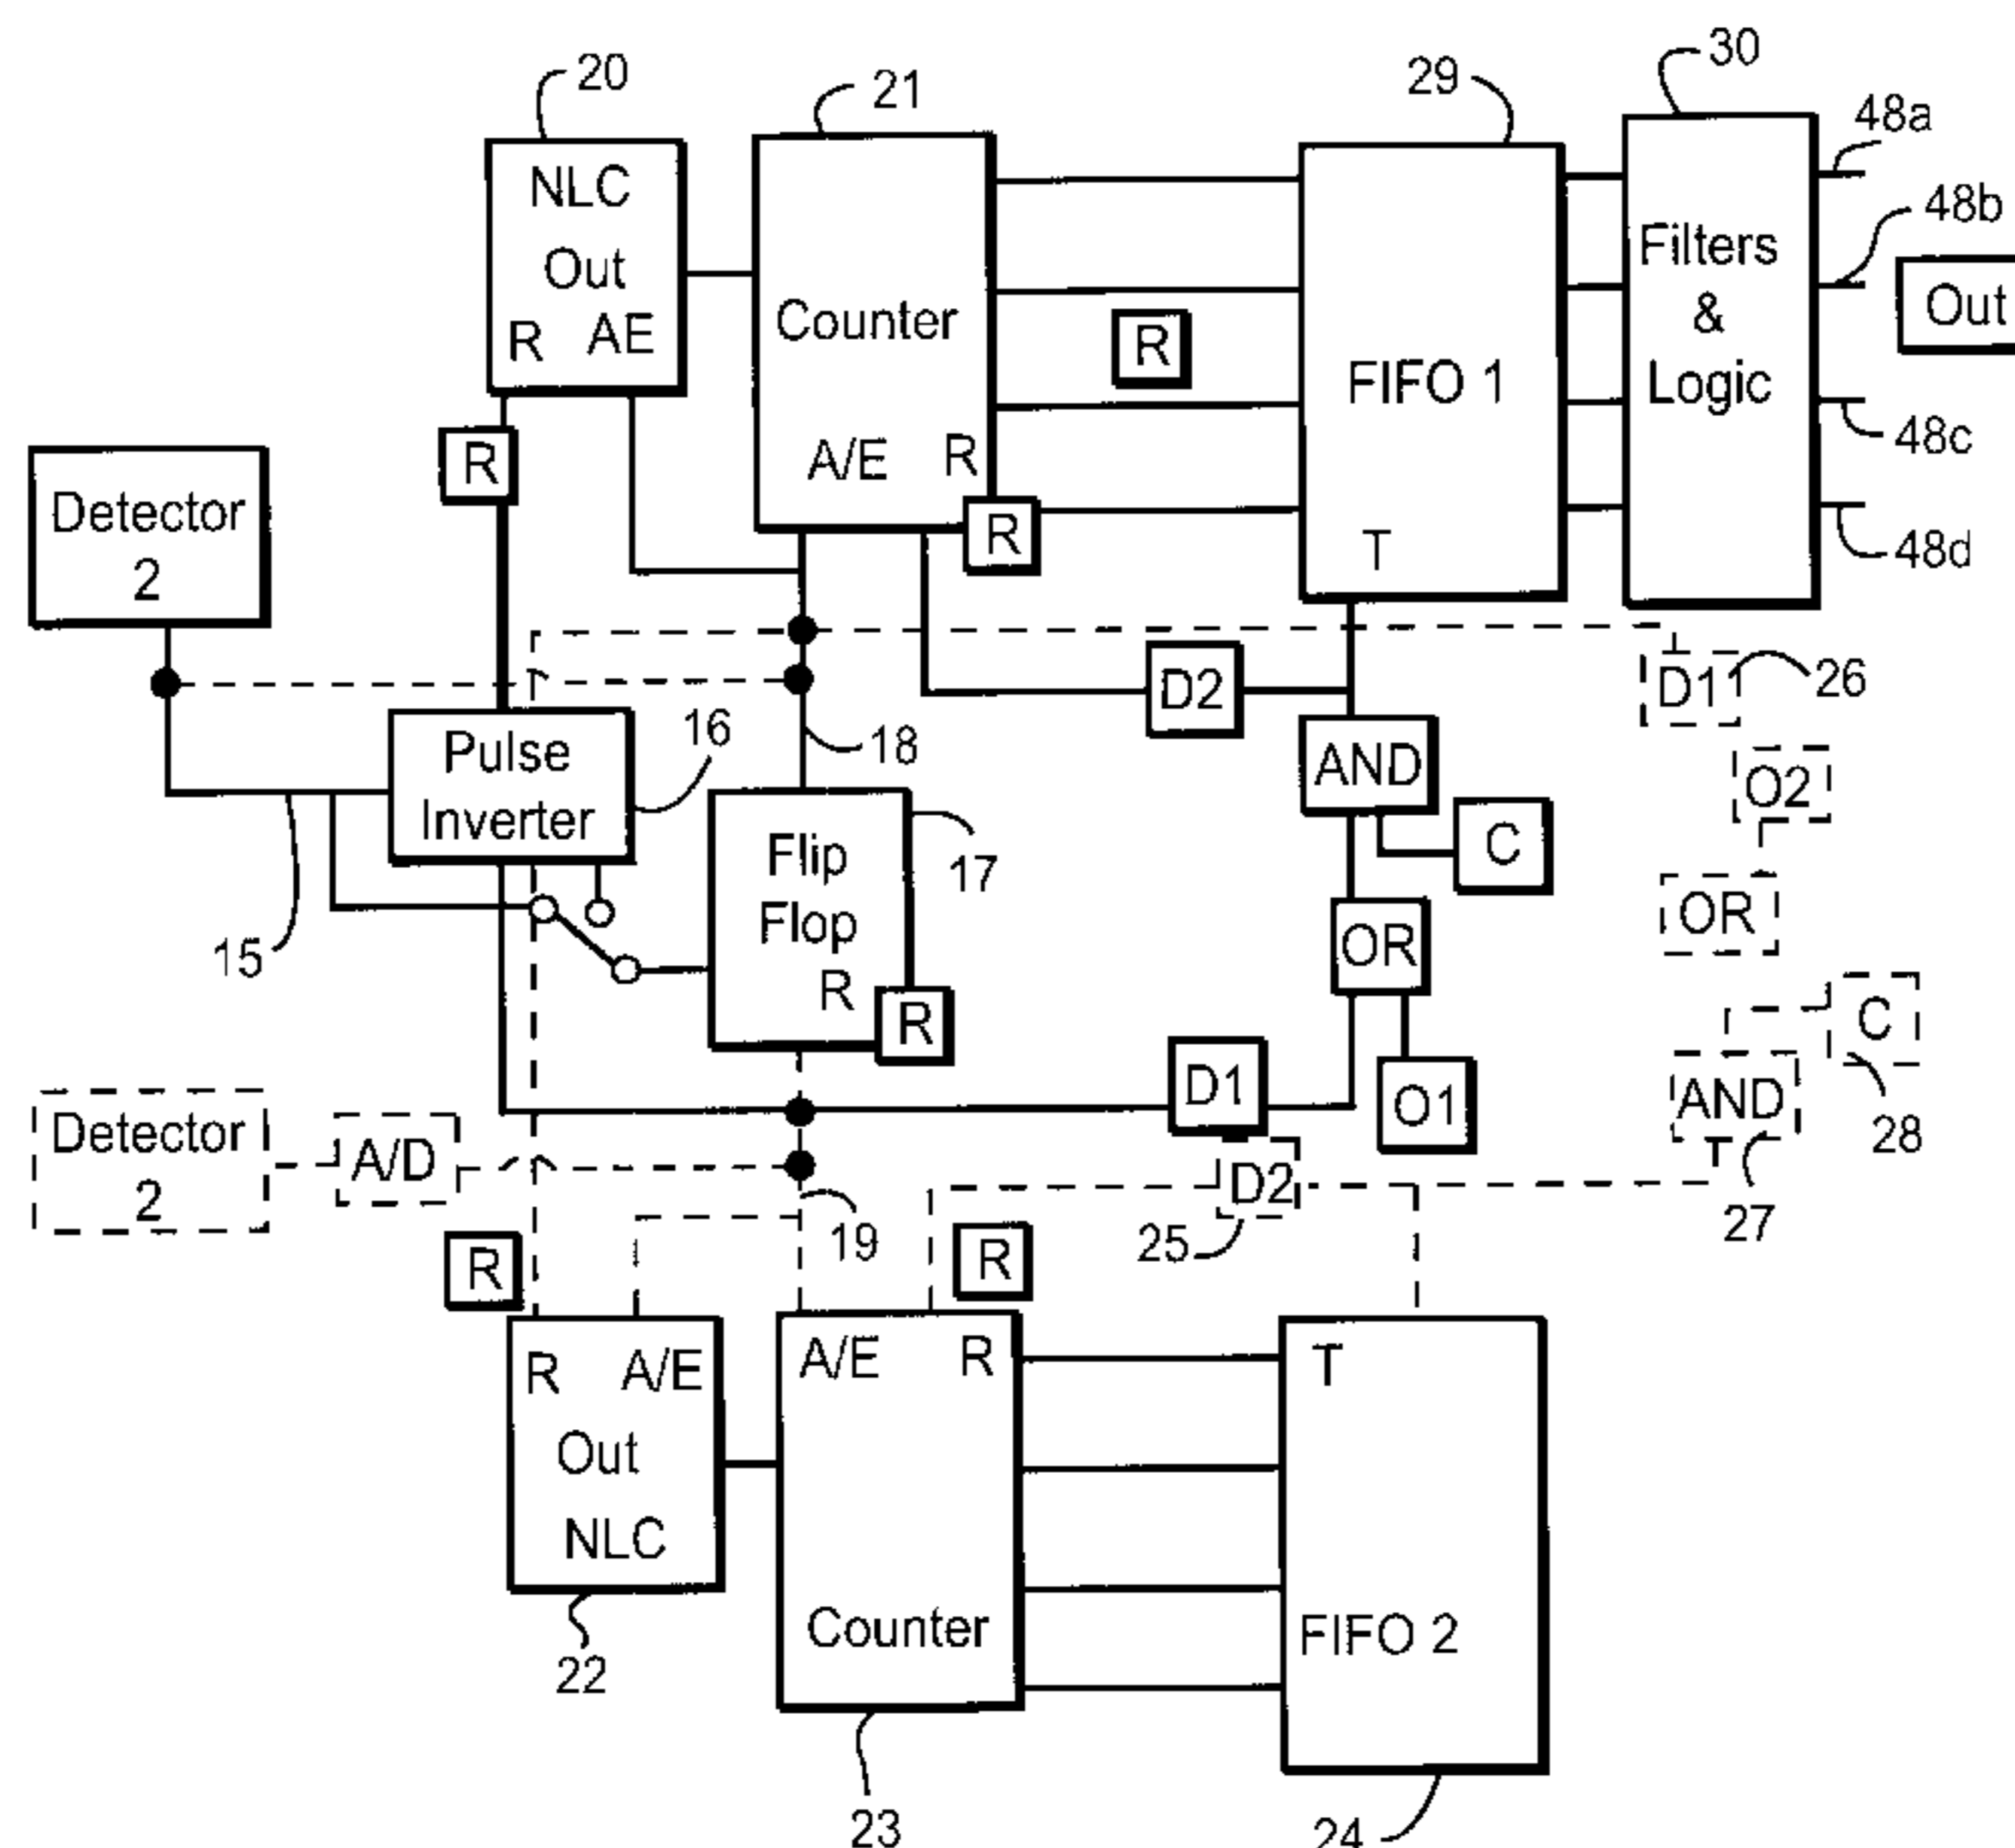 20
21
29
30
48a
NLC
Out
R AE
Counter
A/E R
R
R
R
FIFO 1
T
Filters
&
Logic
48b
Out
48c
48d
Detector
2
D2
D1
26
Pulse
Inverter
16
18
AND
O2
C
Flip
Flop
R
R
17
15
OR
OR
C
28
D1
O1
AND
27
Detector
2
A/D
D2
25
19
R
R
R A/E
Out
NLC
22
A/E R
Counter
23
T
FIFO 2
24